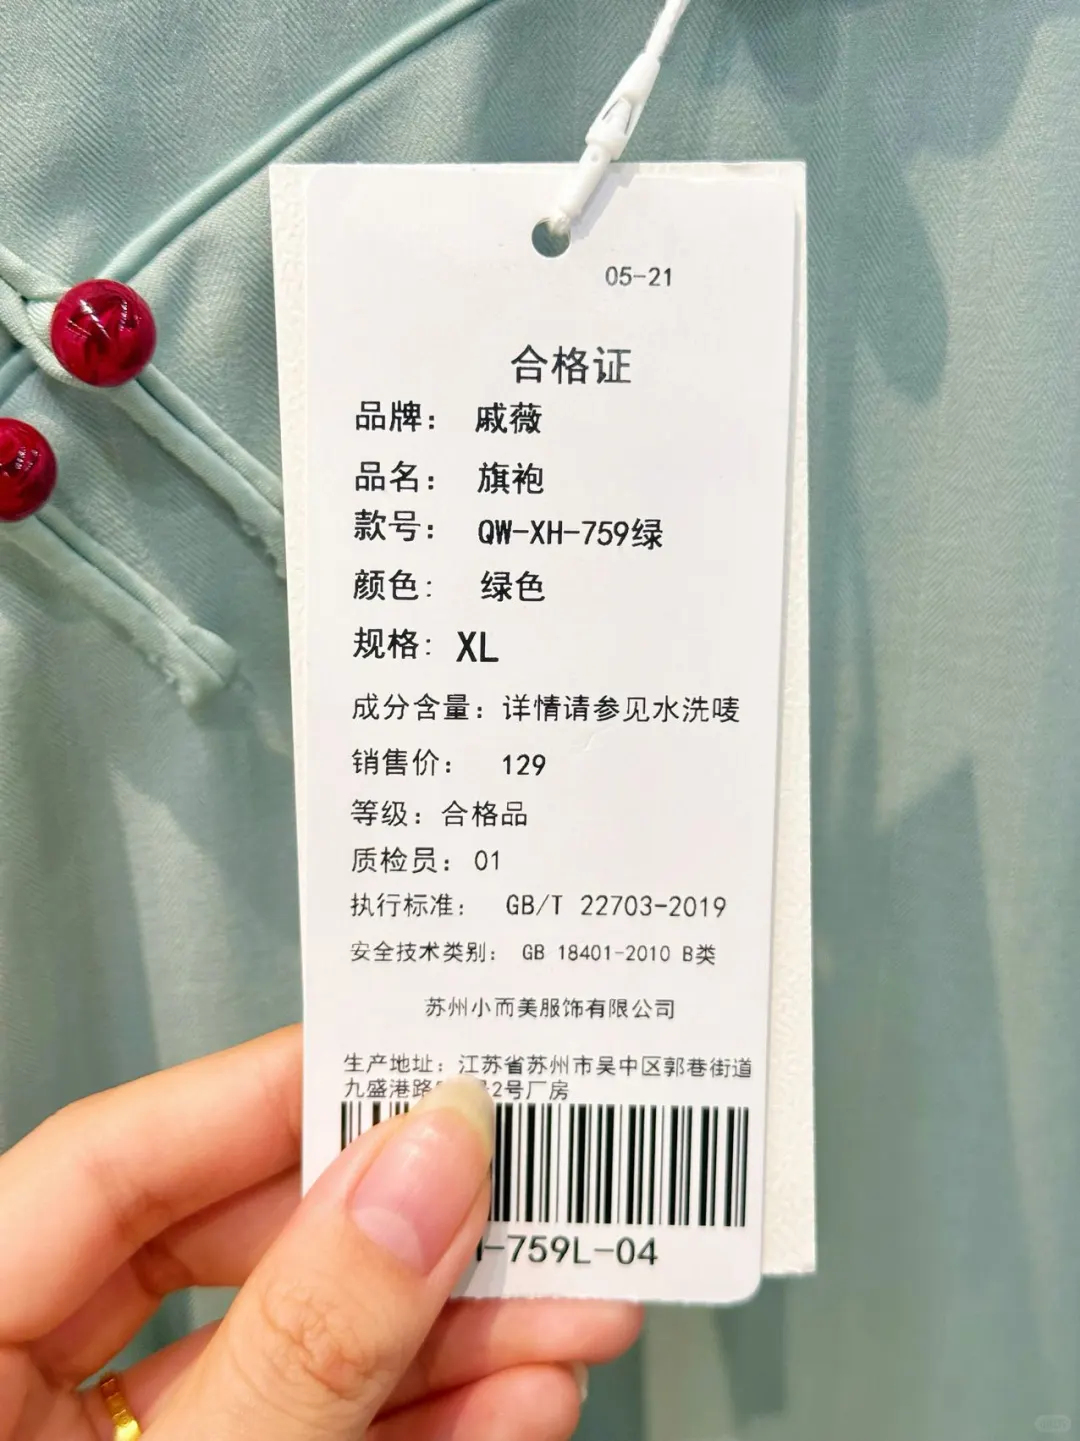 05-21
合格证
品牌： 戚薇
品名： 旗袍
款号： QW-XH-759绿
颜色： 绿色
规格： XL
成分含量：详情请参见水洗唛
销售价： 129
等级：合格品
质检员：01
执行标准： GB/T 22703-2019
安全技术类别： GB 18401-2010 B类
苏州小而美服饰有限公司
生产地址：江苏省苏州市吴中区郭巷街道
九盛港路 2号厂房
-759L-04